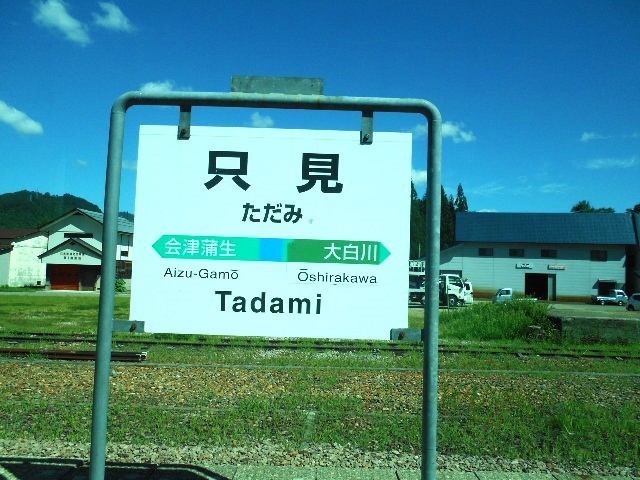 只見
ただみ
会津蒲生 大白川
Aizu-Gamō Ōshirakawa
Tadami